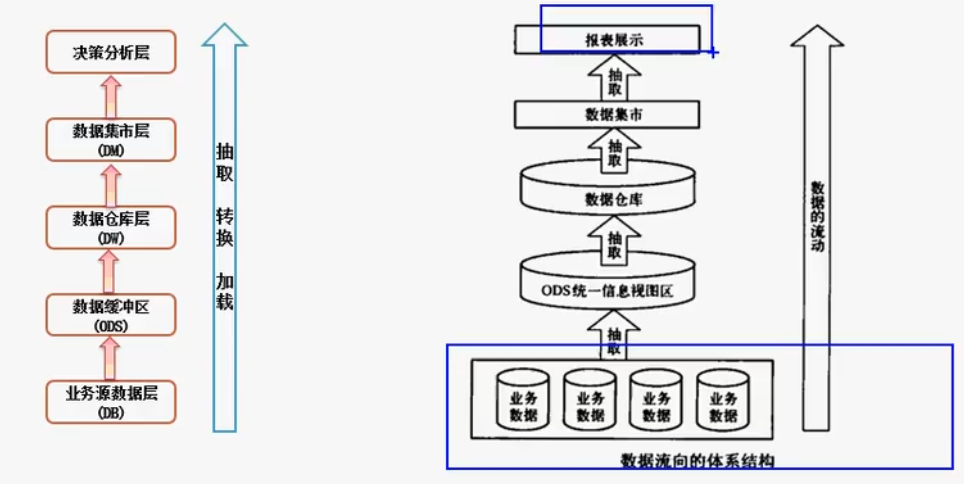 决策分析层
数据集市层
(DM)
数据仓库层
(DW)
数据缓冲区
(ODS)
业务源数据层
(DB)
抽取 转换 加载
报表展示
抽取
数据集市
抽取
数据仓库
抽取
ODS统一信息视图区
抽取
业务数据
业务数据
业务数据
业务数据
数据的流动
数据流向的体系结构